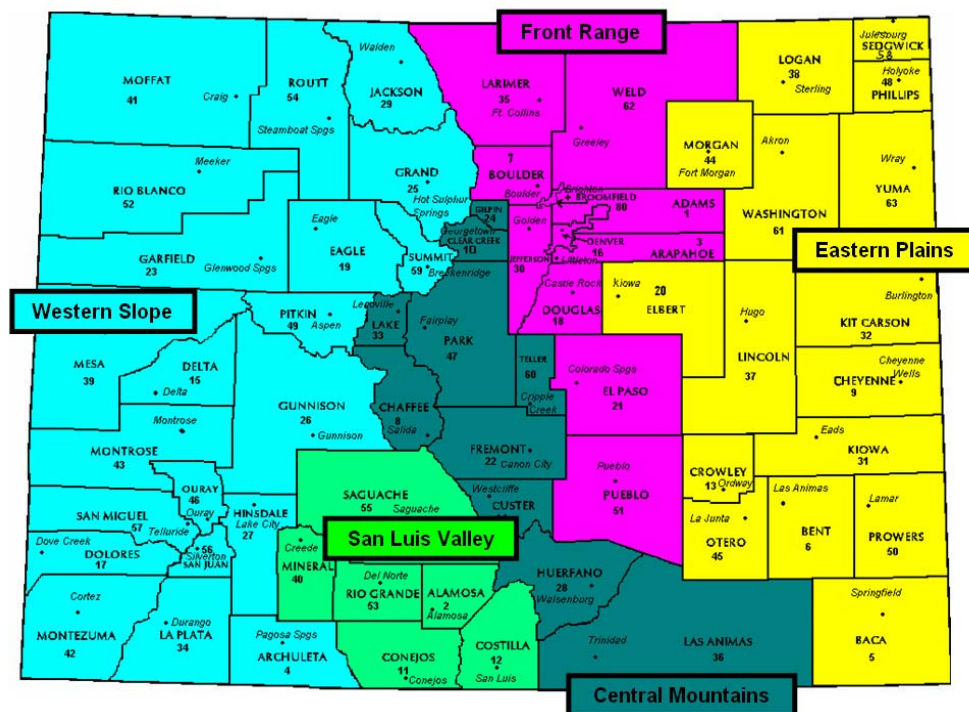 Front Range
MOFFAT
41
Craig
ROUTT
54
Steamboat Spgs
Walden
JACKSON
29
LARIMER
35
Ft. Collins
WELD
62
Greeley
LOGAN
38
Sterling
Julesburg
SEDGWICK
58
Holyoke
48
PHILLIPS
MORGAN
44
Fort Morgan
Akron
WASHINGTON
61
Wray
YUMA
63
Meeker
RIO BLANCO
52
GRAND
25
Hot Sulphur
Springs
7
BOULDER
Boulder
Brighton
BROOMFIELD
80
ADAMS
1
GILPIN
24
Georgetown
CLEAR CREEK
10
Golden
JEFFERSON
30
DENVER
16
Littleton
3
ARAPAHOE
Eastern Plains
GARFIELD
23
Glenwood Spgs
Eagle
EAGLE
19
SUMMIT
59
Breckenridge
Castle Rock
DOUGLAS
18
Kiowa
20
ELBERT
Hugo
LINCOLN
37
Burlington
KIT CARSON
32
Western Slope
PITKIN
49
Aspen
Leadville
LAKE
33
Fairplay
PARK
47
TELLER
60
Cripple
Creek
Colorado Spgs
EL PASO
21
Cheyenne
Wells
CHEYENNE
9
MESA
39
DELTA
15
Delta
GUNNISON
26
Gunnison
CHAFFEE
8
Salida
Montrose
MONTROSE
43
FREMONT
22
Canon City
Pueblo
PUEBLO
51
CROWLEY
13
Ordway
Eads
KIOWA
31
OURAY
46
Ouray
HINSDALE
Lake City
27
SAGUACHE
55
Saguache
Westcliffe
CUSTER
La Junta
OTERO
45
Las Animas
BENT
6
Lamar
PROWERS
50
SAN MIGUEL
57
Telluride
Dove Creek
DOLORES
17
56
Silverton
SAN JUAN
San Luis Valley
Creede
MINERAL
40
Del Norte
RIO GRANDE
53
ALAMOSA
2
Alamosa
HUERFANO
28
Walsenburg
Cortez
MONTEZUMA
42
Durango
LA PLATA
34
Pagosa Spgs
ARCHULETA
4
CONEJOS
11
Conejos
COSTILLA
12
San Luis
Trinidad
LAS ANIMAS
36
Springfield
BACA
5
Central Mountains